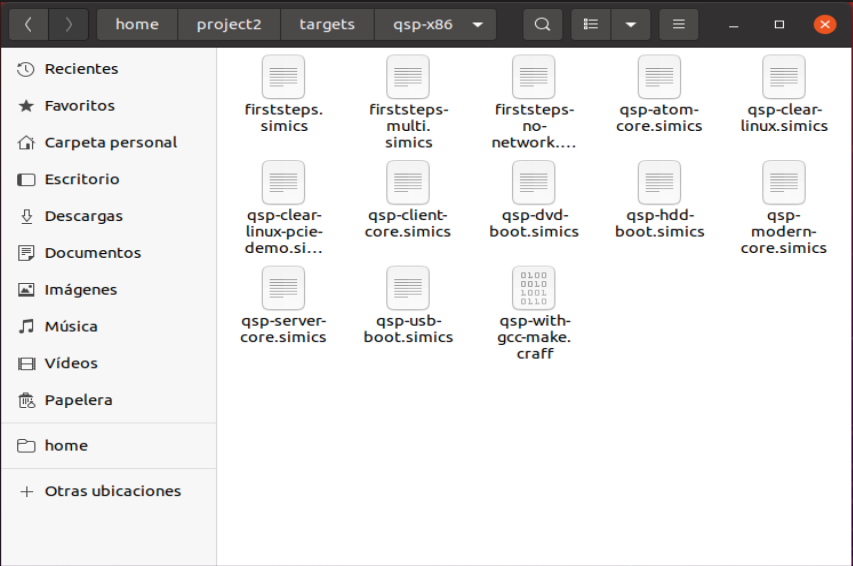 home project2 targets qsp-x86
Recientes
Favoritos
Carpeta personal
Escritorio
Descargas
Documentos
Imágenes
Música
Vídeos
Papelera
home
Otras ubicaciones
firststeps.
simics
firststeps-
multi.
simics
firststeps-
no-
network....
qsp-atom-
core.simics
qsp-clear-
linux.simics
qsp-clear-
linux-pcie-
demo.si...
qsp-client-
core.simics
qsp-dvd-
boot.simics
qsp-hdd-
boot.simics
qsp-
modern-
core.simics
qsp-server-
core.simics
qsp-usb-
boot.simics
0100
0010
1001
0110
qsp-with-
gcc-make.
craff